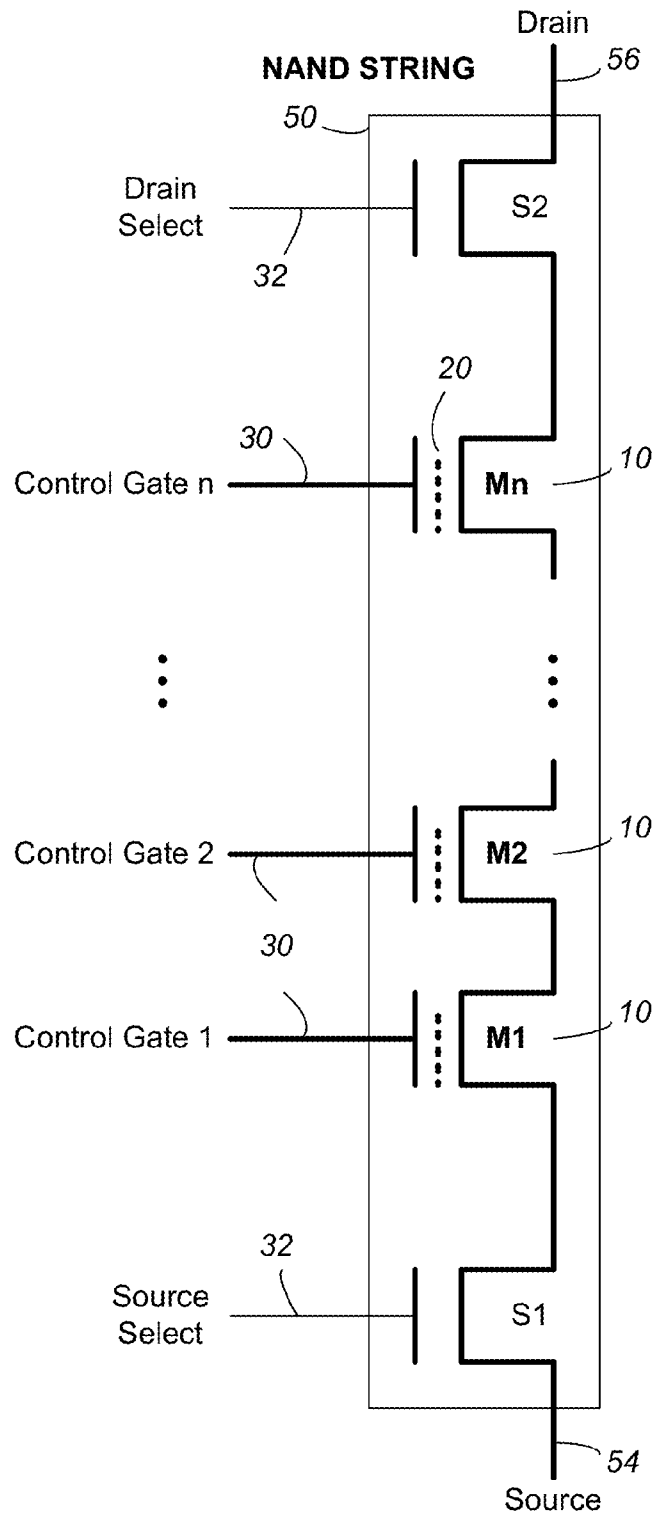 Drain
56
NAND STRING
50
Drain
Select
S2
32
20
30
Control Gate n
Mn
10
Control Gate 2
M2
10
30
Control Gate 1
M1
10
32
Source
Select
S1
54
Source